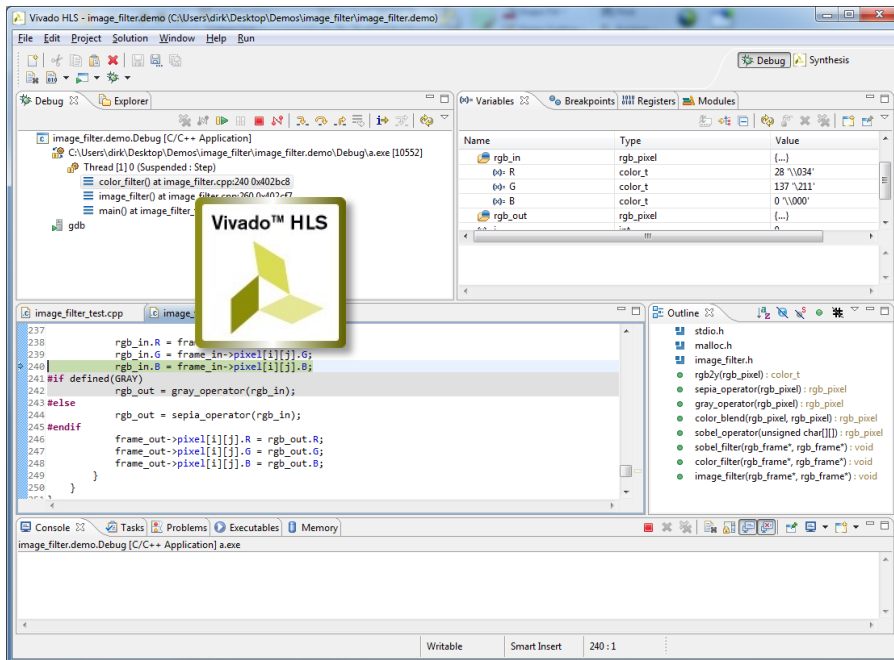 Vivado HLS - image_filter.demo (C:\Users\dirk\Desktop\Demos\image_filter\image_filter.demo)
File Edit Project Solution Window Help Run
Debug Synthesis
Debug Explorer
image_filter.demo.Debug [C/C++ Application]
C:\Users\dirk\Desktop\Demos\image_filter\image_filter.demo\Debug\a.exe [10552]
Thread [1] 0 (Suspended : Step)
color_filter() at image_filter.cpp:240 0x402bc8
image_filter() at image_filter.cpp:260 0x402cf7
main() at image_filter_
gdb
Vivado™ HLS
Variables Breakpoints Registers Modules
Name Type Value
rgb_in rgb_pixel {...}
R color_t 28 '\\034'
G color_t 137 '\211'
B color_t 0 '\\000'
rgb_out rgb_pixel {...}
image_filter_test.cpp image_
237
238 rgb_in.R = fra
239 rgb_in.G = frame_in->pixel[i][j].G;
240 rgb_in.B = frame_in->pixel[i][j].B;
241 #if defined(GRAY)
242 rgb_out = gray_operator(rgb_in);
243 #else
244 rgb_out = sepia_operator(rgb_in);
245 #endif
246 frame_out->pixel[i][j].R = rgb_out.R;
247 frame_out->pixel[i][j].G = rgb_out.G;
248 frame_out->pixel[i][j].B = rgb_out.B;
249 }
250 }
Outline
stdio.h
malloc.h
image_filter.h
rgb2y(rgb_pixel) : color_t
sepia_operator(rgb_pixel) : rgb_pixel
gray_operator(rgb_pixel) : rgb_pixel
color_blend(rgb_pixel, rgb_pixel) : rgb_pixel
sobel_operator(unsigned char[][]) : rgb_pixel
sobel_filter(rgb_frame*, rgb_frame*) : void
color_filter(rgb_frame*, rgb_frame*) : void
image_filter(rgb_frame*, rgb_frame*) : void
Console Tasks Problems Executables Memory
image_filter.demo.Debug [C/C++ Application] a.exe
Writable Smart Insert 240 : 1